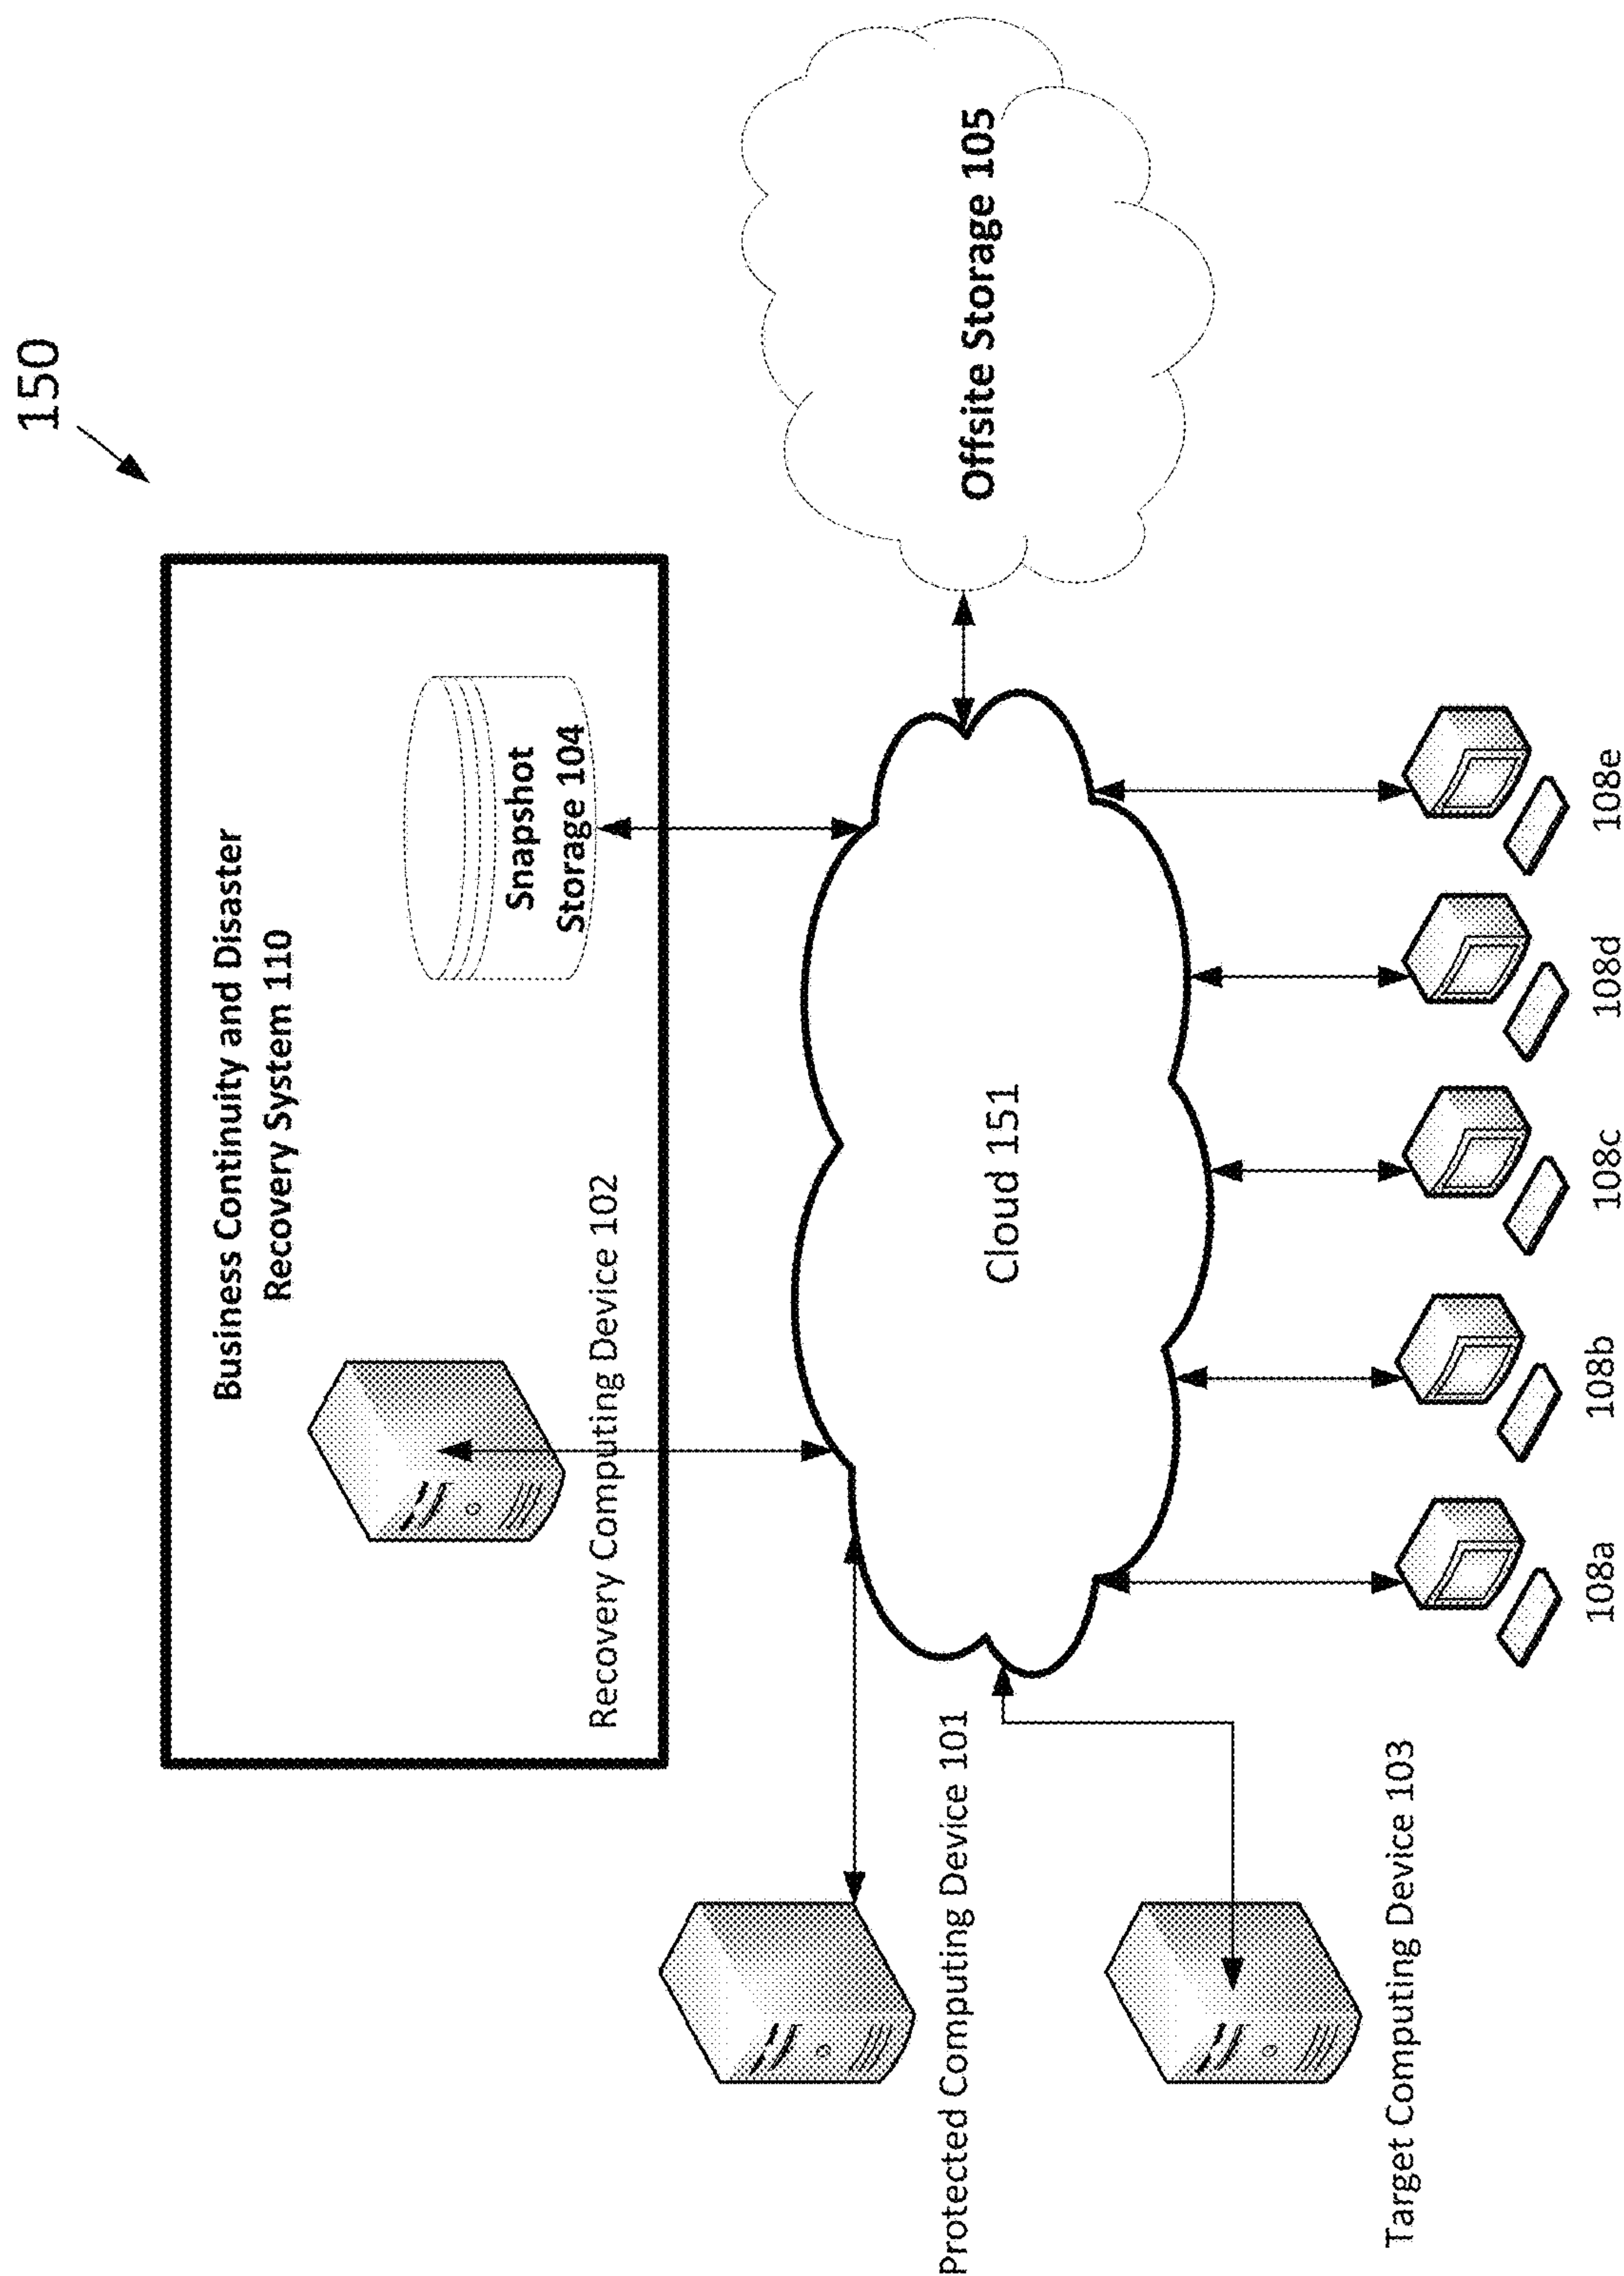 150
Business Continuity and Disaster
Recovery System 110
Snapshot
Storage 104
Recovery Computing Device 102
Offsite Storage 105
Cloud 151
Protected Computing Device 101
Target Computing Device 103
108a
108b
108c
108d
108e